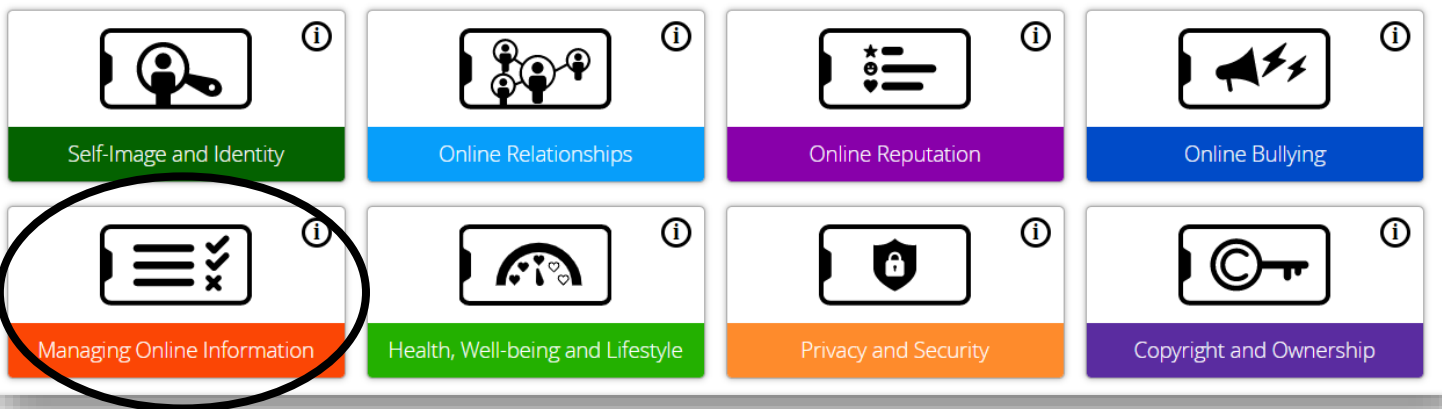 Self-Image and Identity
Online Relationships
Online Reputation
Online Bullying
Managing Online Information
Health, Well-being and Lifestyle
Privacy and Security
Copyright and Ownership